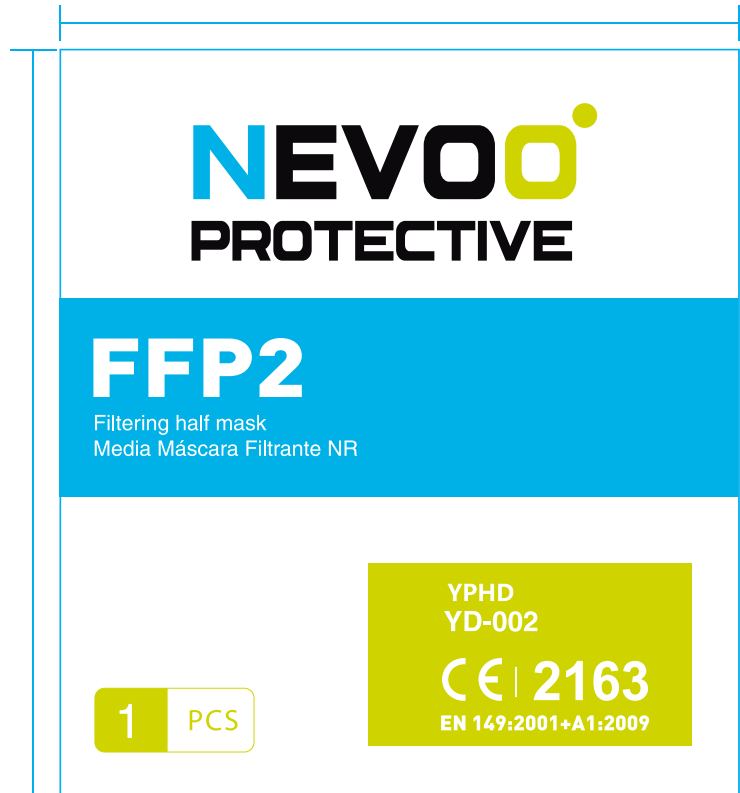 NEVOO
PROTECTIVE
FFP2
Filtering half mask
Media Máscara Filtrante NR
YPHD
YD-002
CE 2163
EN 149:2001+A1:2009
1 PCS